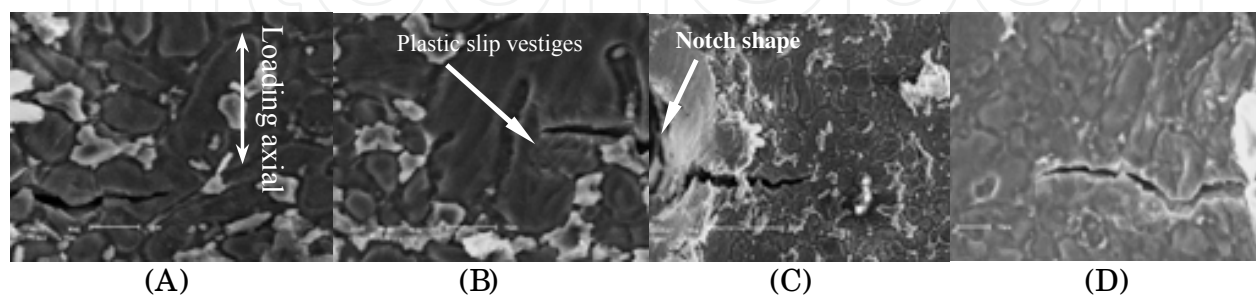 Loading axial
Plastic slip vestiges
Notch shape
(A)
(B)
(C)
(D)